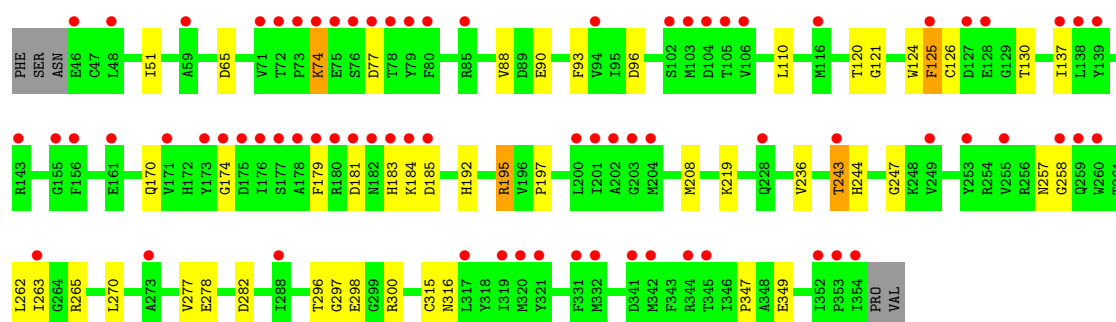 PHE SER ASN E46 C47 L48 I51 A59 D65 V71 T72 P73 K74 E75 S76 D77 T78 Y79 F80 R85 V88 D89 E90 F93 V94 I95 D96 S102 M103 D104 T105 V106 L110 M116 T120 G121 W124 F125 C126 D127 E128 G129 T130 I137 L138 Y139
R143 G155 F156 E161 Q170 V171 H172 Y173 G174 D175 I176 S177 A178 F179 R180 D181 N182 H183 K184 D185 H192 R195 V196 P197 L200 I201 A202 G203 M204 M208 K219 Q228 V236 T243 R244 G247 K248 V249 V253 R254 V255 R256 N257 G258 Q259 W260
L262 I263 G264 R265 L270 A273 V277 E278 D282 I288 T296 G297 E298 G299 R300 C315 N316 L317 Y318 I319 M320 Y321 F331 M332 D341 M342 F343 R344 T345 I346 P347 A348 E349 I352 P353 I354 PRO VAL